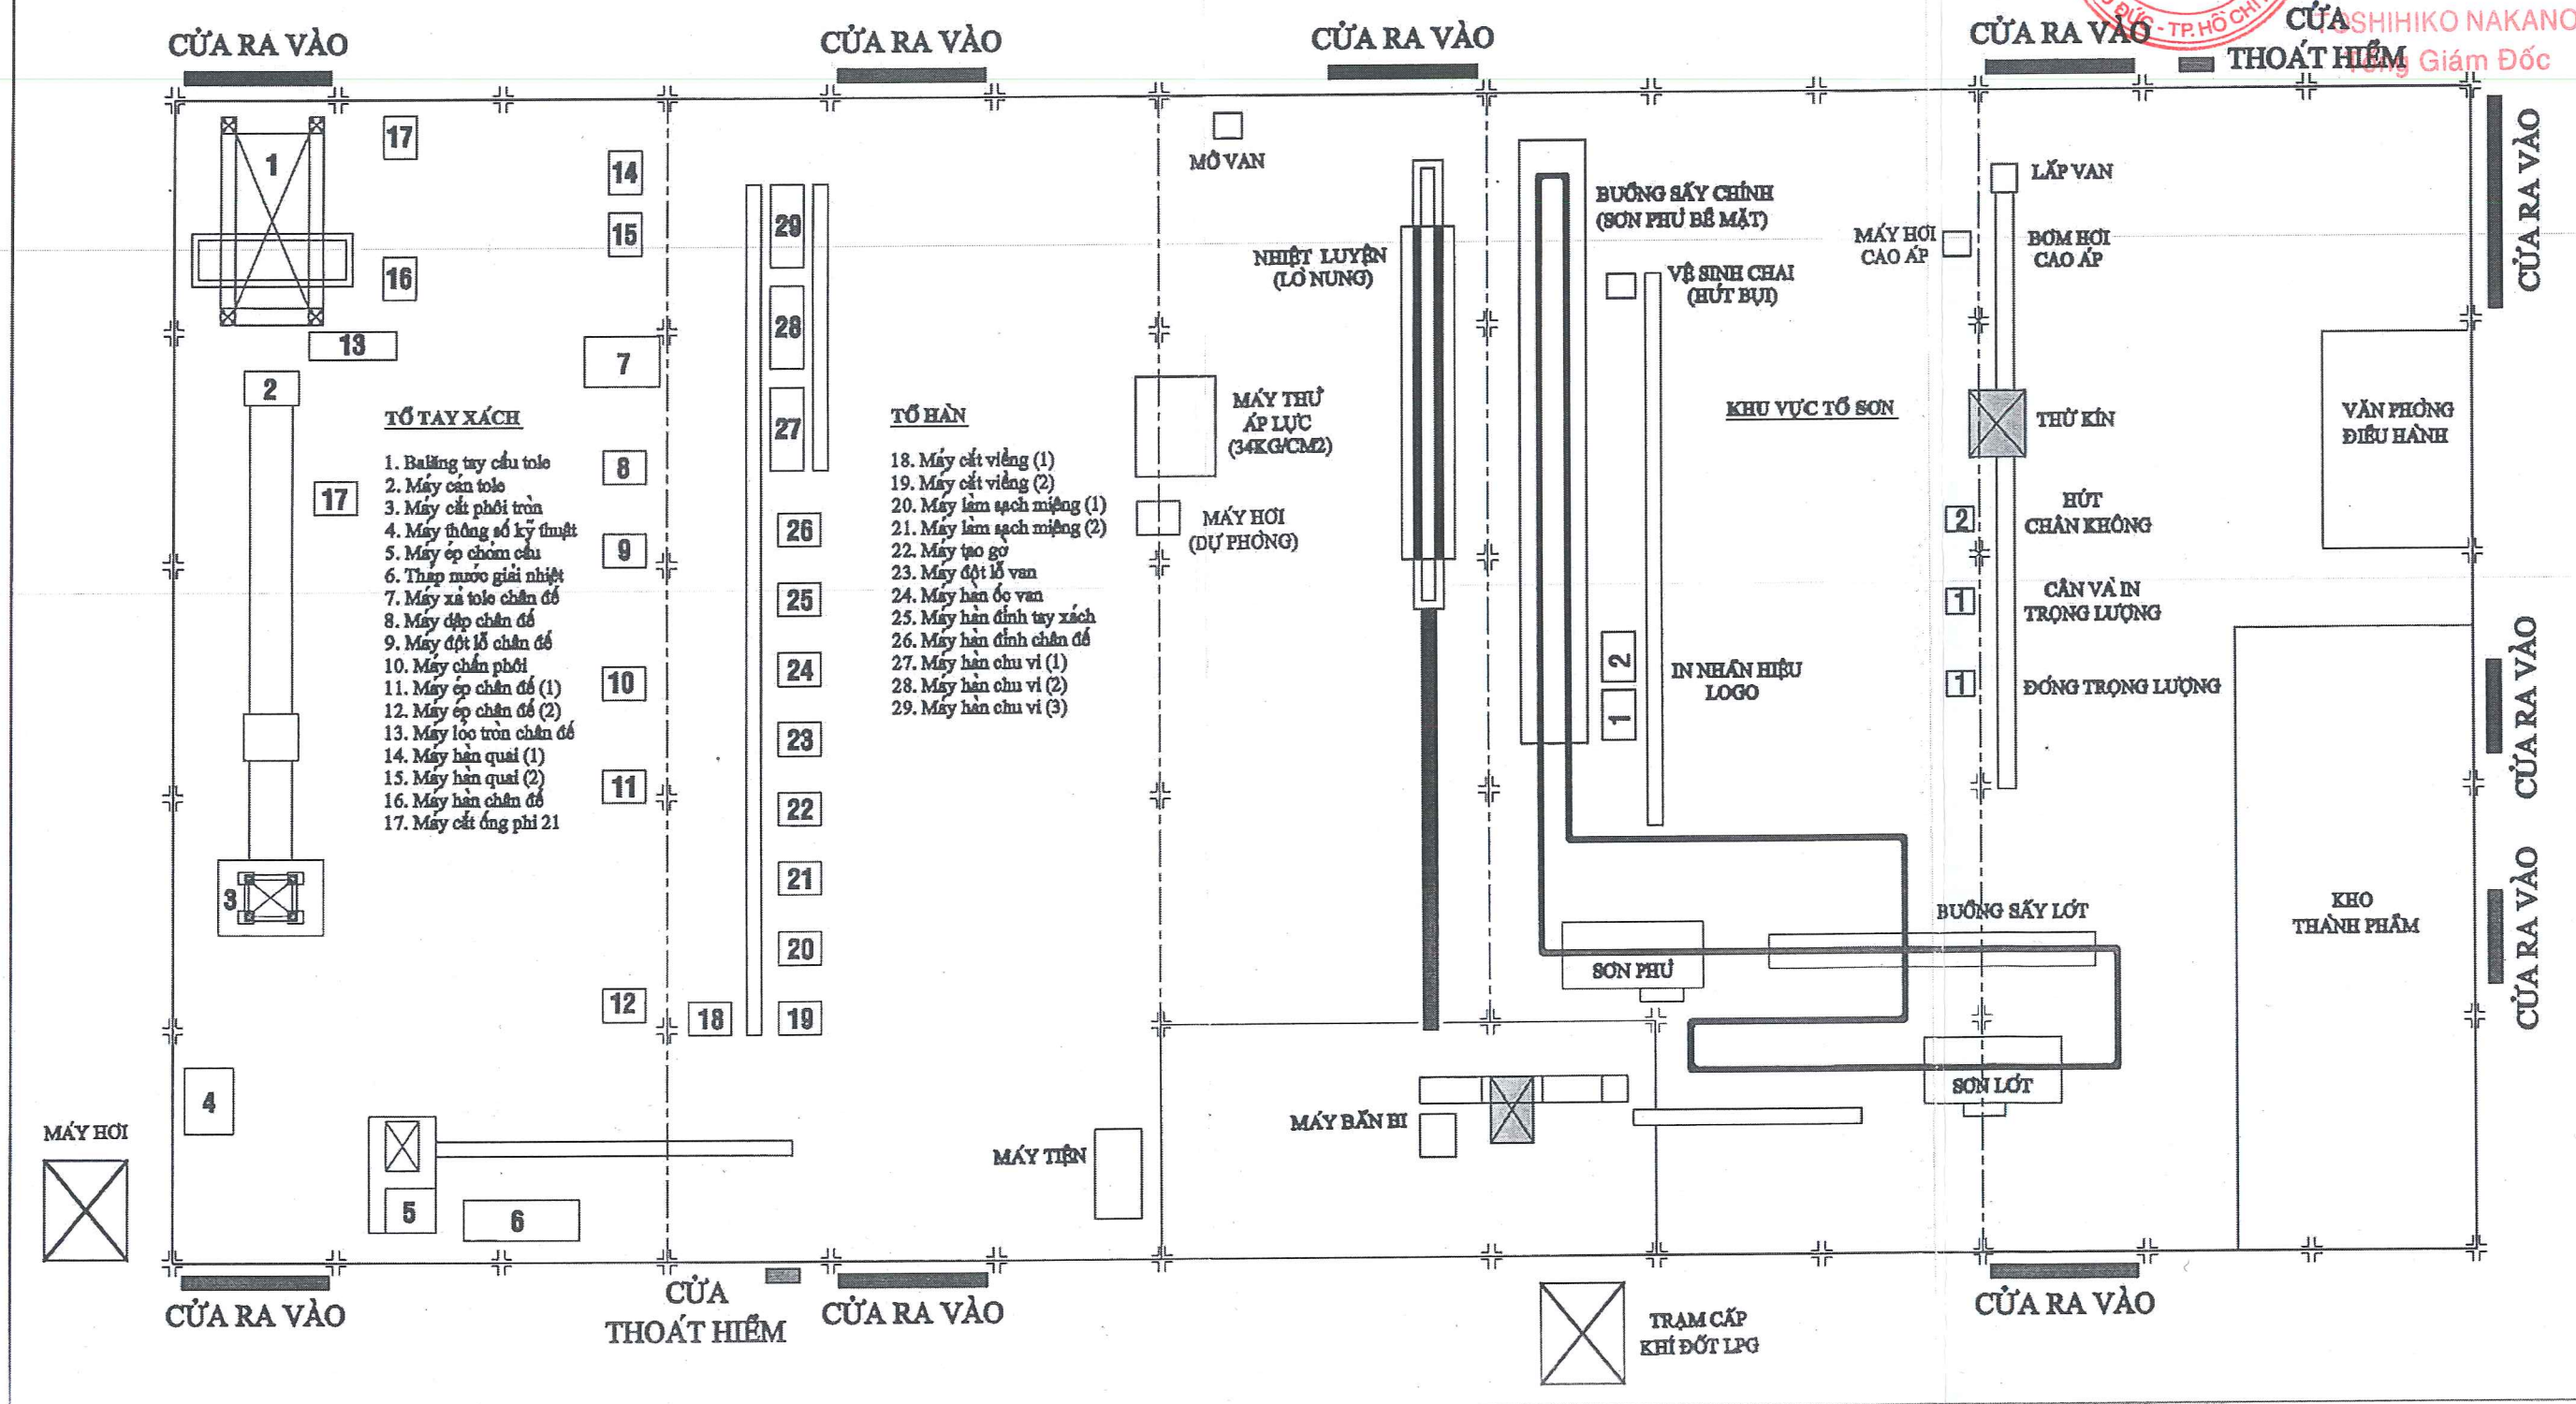 CỬA RA VÀO
CỬA RA VÀO
CỬA RA VÀO
CỬA RA VÀO
ĐỨC - TP. HỒ CHÍ
CỬA
THOÁT HIỂM
TOSHIHIKO NAKANO
Tổng Giám Đốc
1
17
14
15
16
13
2
7
TỔ TAY XÁCH
1. Balăng tay cẩu tole
2. Máy cán tole
3. Máy cắt phôi tròn
4. Máy thông số kỹ thuật
5. Máy ép chỏm cầu
6. Tháp nước giải nhiệt
7. Máy xả tole chân đế
8. Máy dập chân đế
9. Máy đột lỗ chân đế
10. Máy chấn phôi
11. Máy ép chân đế (1)
12. Máy ép chân đế (2)
13. Máy lốc tròn chân đế
14. Máy hàn quai (1)
15. Máy hàn quai (2)
16. Máy hàn chân đế
17. Máy cắt ống phi 21
17
8
9
10
11
12
3
4
5
6
MÁY HƠI
29
28
27
26
25
24
23
22
21
20
19
18
TỔ HÀN
18. Máy cắt viềng (1)
19. Máy cắt viềng (2)
20. Máy làm sạch miệng (1)
21. Máy làm sạch miệng (2)
22. Máy tạo gờ
23. Máy đột lỗ van
24. Máy hàn ốc van
25. Máy hàn đính tay xách
26. Máy hàn đính chân đế
27. Máy hàn chu vi (1)
28. Máy hàn chu vi (2)
29. Máy hàn chu vi (3)
MÁY TIỆN
MỞ VAN
MÁY THỬ
ÁP LỰC
(34KG/CM2)
MÁY HƠI
(DỰ PHÒNG)
NHIỆT LUYỆN
(LÒ NUNG)
MÁY BẮN BI
BUỒNG SẤY CHÍNH
(SƠN PHỦ BỀ MẶT)
VỆ SINH CHAI
(HÚT BỤI)
KHU VỰC TỔ SƠN
2
1
IN NHÃN HIỆU
LOGO
SƠN PHỦ
BUỒNG SẤY LÓT
SƠN LÓT
LẮP VAN
MÁY HƠI
CAO ÁP
BƠM HƠI
CAO ÁP
THỬ KÍN
2
HÚT
CHÂN KHÔNG
1
CÂN VÀ IN
TRỌNG LƯỢNG
1
ĐÓNG TRỌNG LƯỢNG
VĂN PHÒNG
ĐIỀU HÀNH
KHO
THÀNH PHẨM
CỬA RA VÀO
CỬA RA VÀO
CỬA RA VÀO
CỬA RA VÀO
CỬA
THOÁT HIỂM
CỬA RA VÀO
TRẠM CẤP
KHÍ ĐỐT LPG
CỬA RA VÀO